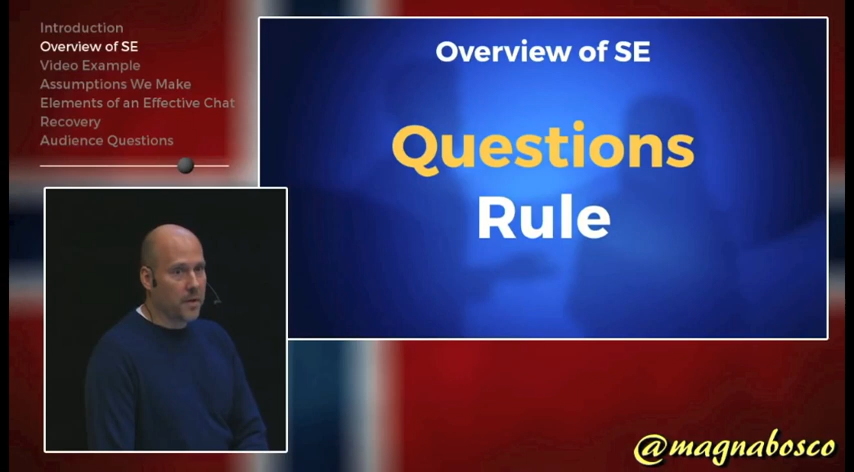 Introduction
Overview of SE
Video Example
Assumptions We Make
Elements of an Effective Chat
Recovery
Audience Questions
Overview of SE
Questions
Rule
@magnabosco